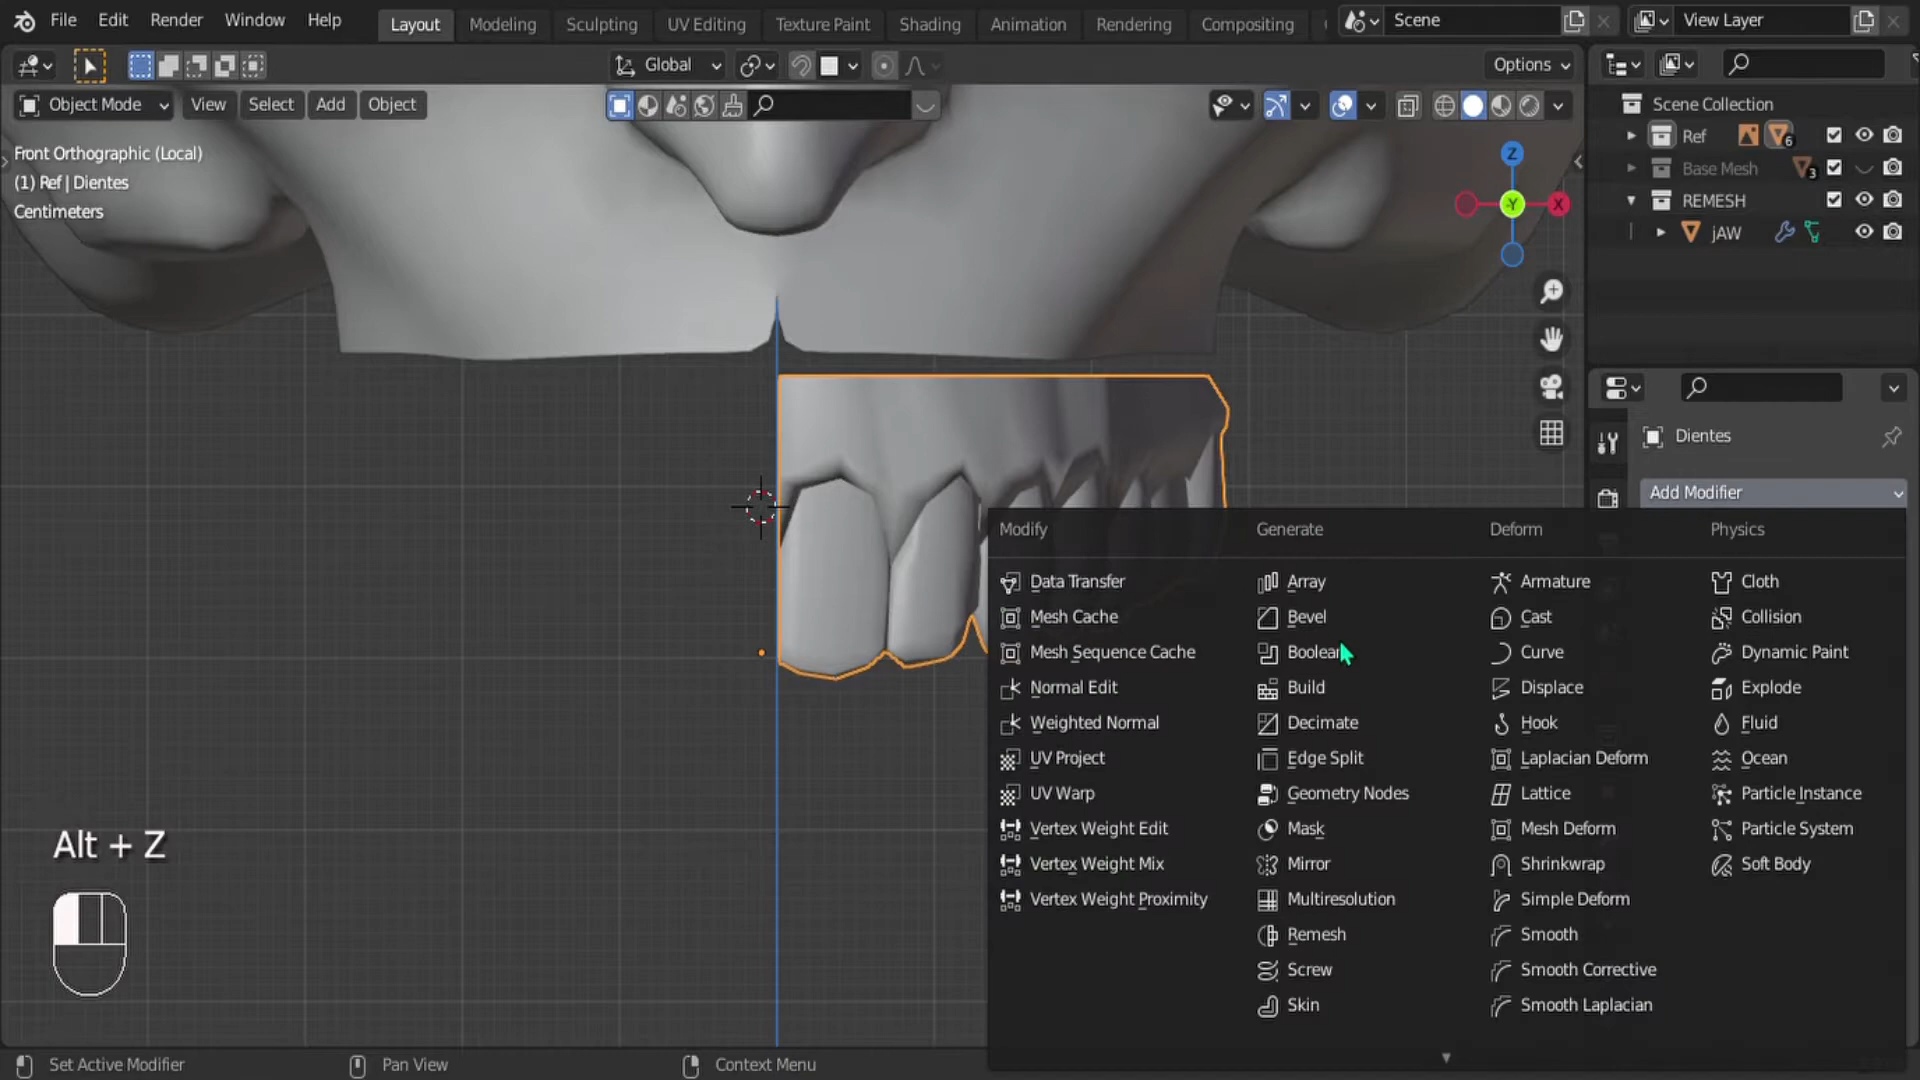 File Edit Render Window Help Layout Modeling Sculpting UV Editing Texture Paint Shading Animation Rendering Compositing Scene View Layer
Global Options
Object Mode View Select Add Object
Scene Collection
Front Orthographic (Local)
(1) Ref | Dientes
Centimeters
Z
Y
X
Ref 6
Base Mesh 3
REMESH
jAW
Dientes
Add Modifier
Modify Generate Deform Physics
Data Transfer Array Armature Cloth
Mesh Cache Bevel Cast Collision
Mesh Sequence Cache Boolean Curve Dynamic Paint
Normal Edit Build Displace Explode
Weighted Normal Decimate Hook Fluid
UV Project Edge Split Laplacian Deform Ocean
UV Warp Geometry Nodes Lattice Particle Instance
Vertex Weight Edit Mask Mesh Deform Particle System
Vertex Weight Mix Mirror Shrinkwrap Soft Body
Vertex Weight Proximity Multiresolution Simple Deform
Remesh Smooth
Screw Smooth Corrective
Skin Smooth Laplacian
Alt + Z
Set Active Modifier Pan View Context Menu